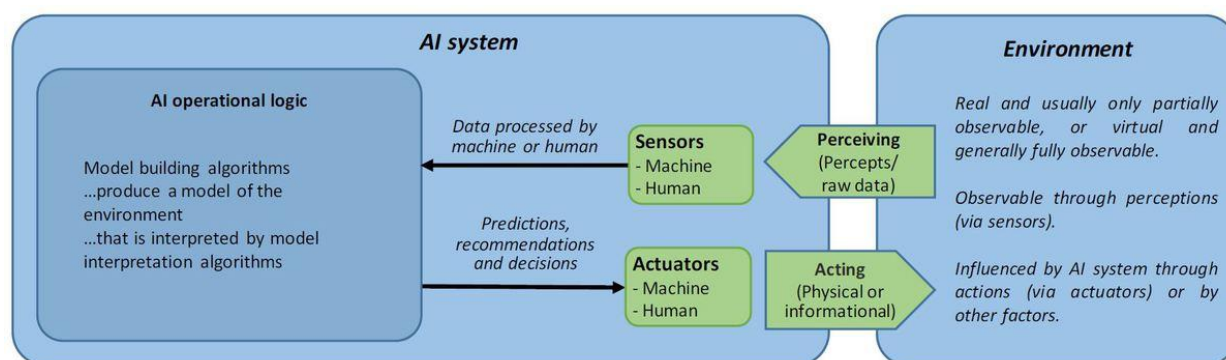 AI system
AI operational logic
Model building algorithms
...produce a model of the
environment
...that is interpreted by model
interpretation algorithms
Data processed by
machine or human
Predictions,
recommendations
and decisions
Sensors
- Machine
- Human
Actuators
- Machine
- Human
Perceiving
(Percepts/
raw data)
Acting
(Physical or
informational)
Environment
Real and usually only partially
observable, or virtual and
generally fully observable.
Observable through perceptions
(via sensors).
Influenced by AI system through
actions (via actuators) or by
other factors.